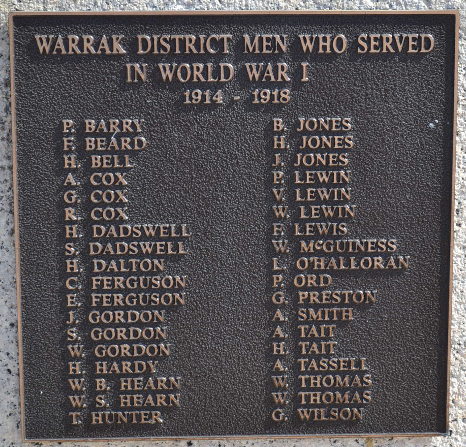 WARRAK DISTRICT MEN WHO SERVED
IN WORLD WAR I
1914 - 1918
P. BARRY
F. BEARD
H. BELL
A. COX
G. COX
R. COX
H. DADSWELL
S. DADSWELL
H. DALTON
C. FERGUSON
E. FERGUSON
J. GORDON
S. GORDON
W. GORDON
H. HARDY
W. B. HEARN
W. S. HEARN
T. HUNTER
B. JONES
H. JONES
J. JONES
P. LEWIN
V. LEWIN
W. LEWIN
F. LEWIS
W. McGUINESS
L. O'HALLORAN
P. ORD
G. PRESTON
A. SMITH
A. TAIT
H. TAIT
A. TASSELL
W. THOMAS
W. THOMAS
G. WILSON